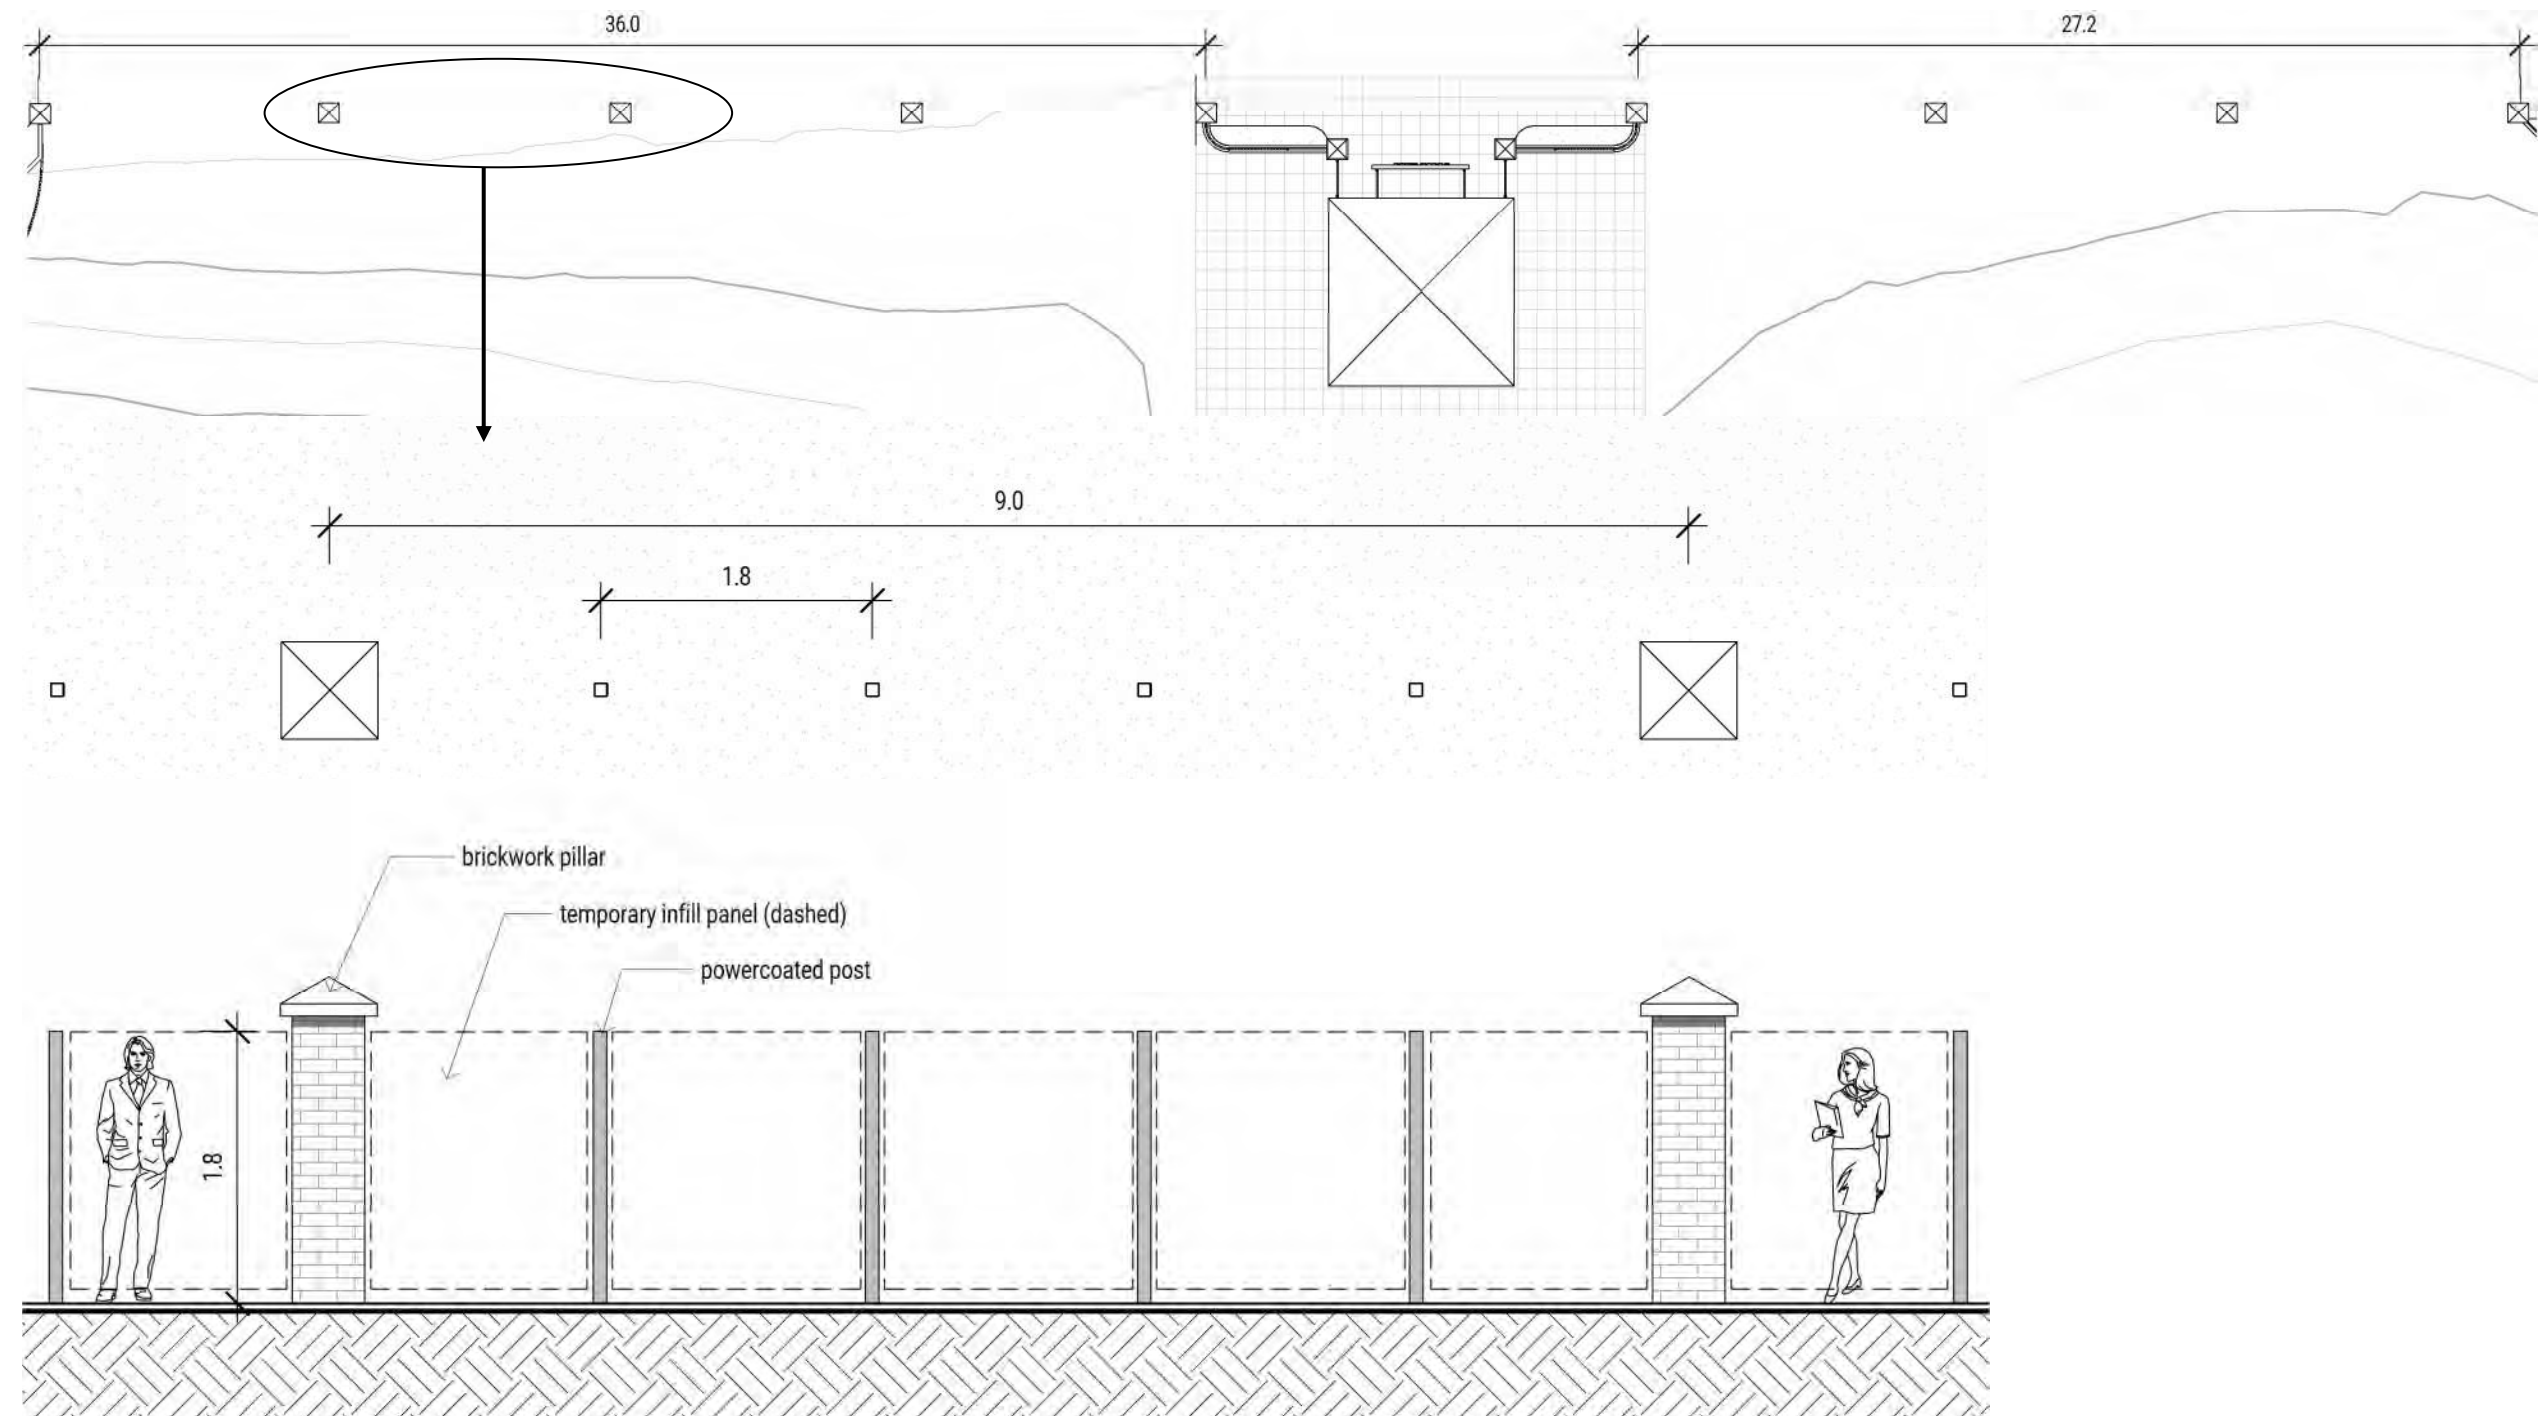 36.0
27.2
9.0
1.8
brickwork pillar
temporary infill panel (dashed)
powercoated post
1.8